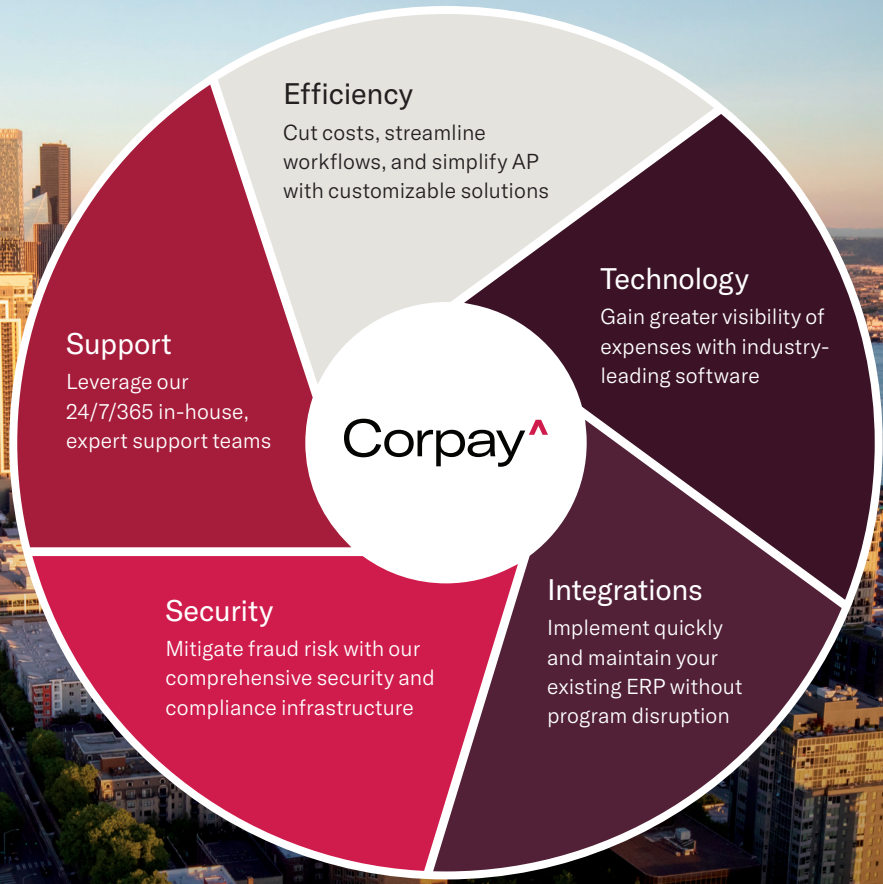 Efficiency
Cut costs, streamline
workflows, and simplify AP
with customizable solutions
Technology
Gain greater visibility of
expenses with industry-
leading software
Integrations
Implement quickly
and maintain your
existing ERP without
program disruption
Security
Mitigate fraud risk with our
comprehensive security and
compliance infrastructure
Support
Leverage our
24/7/365 in-house,
expert support teams
Corpay^